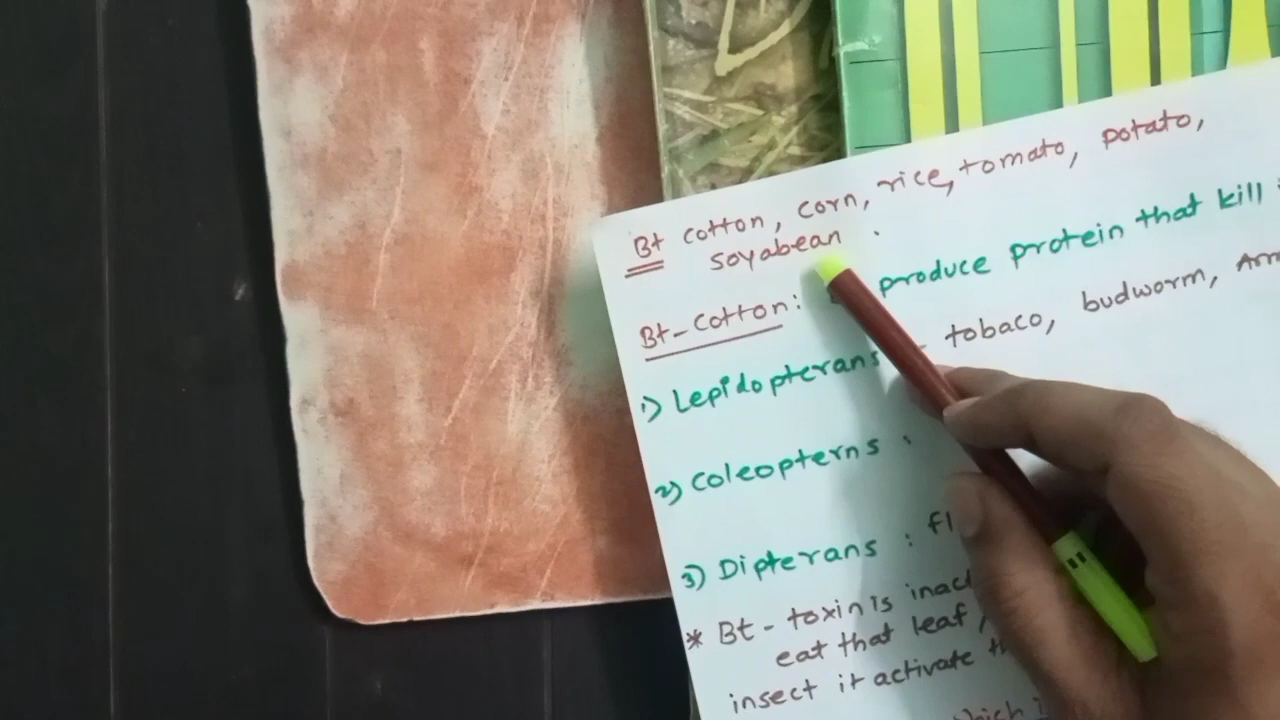 Bt cotton, corn, rice, tomato, potato,
soyabean.
Bt-Cotton: produce protein that kill
1) Lepidopterans - tobaco, budworm,
2) Coleopterns :
3) Dipterans :
* Bt-toxin is
eat that leaf,
insect it activate
which